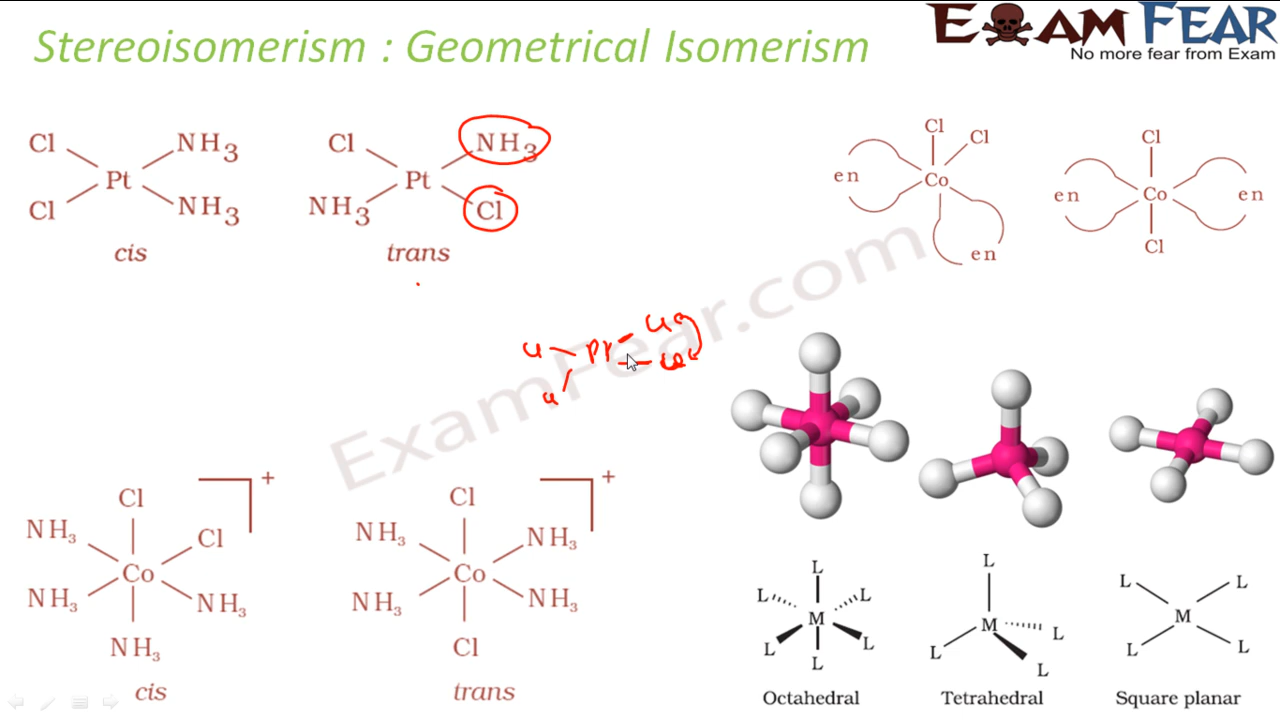 Stereoisomerism : Geometrical Isomerism
EXAM FEAR
No more fear from Exam
Cl NH3
Pt
Cl NH3
cis
Cl NH3
Pt
NH3 Cl
trans
Cl Cl
en Co
en
Cl
en Co en
Cl
ExamFear.com
Cl +
NH3 Cl
Co
NH3 NH3
NH3
cis
Cl +
NH3 NH3
Co
NH3 NH3
Cl
trans
L
L L
M
L L
L
Octahedral
L
M L
L L
Tetrahedral
L L
M
L L
Square planar